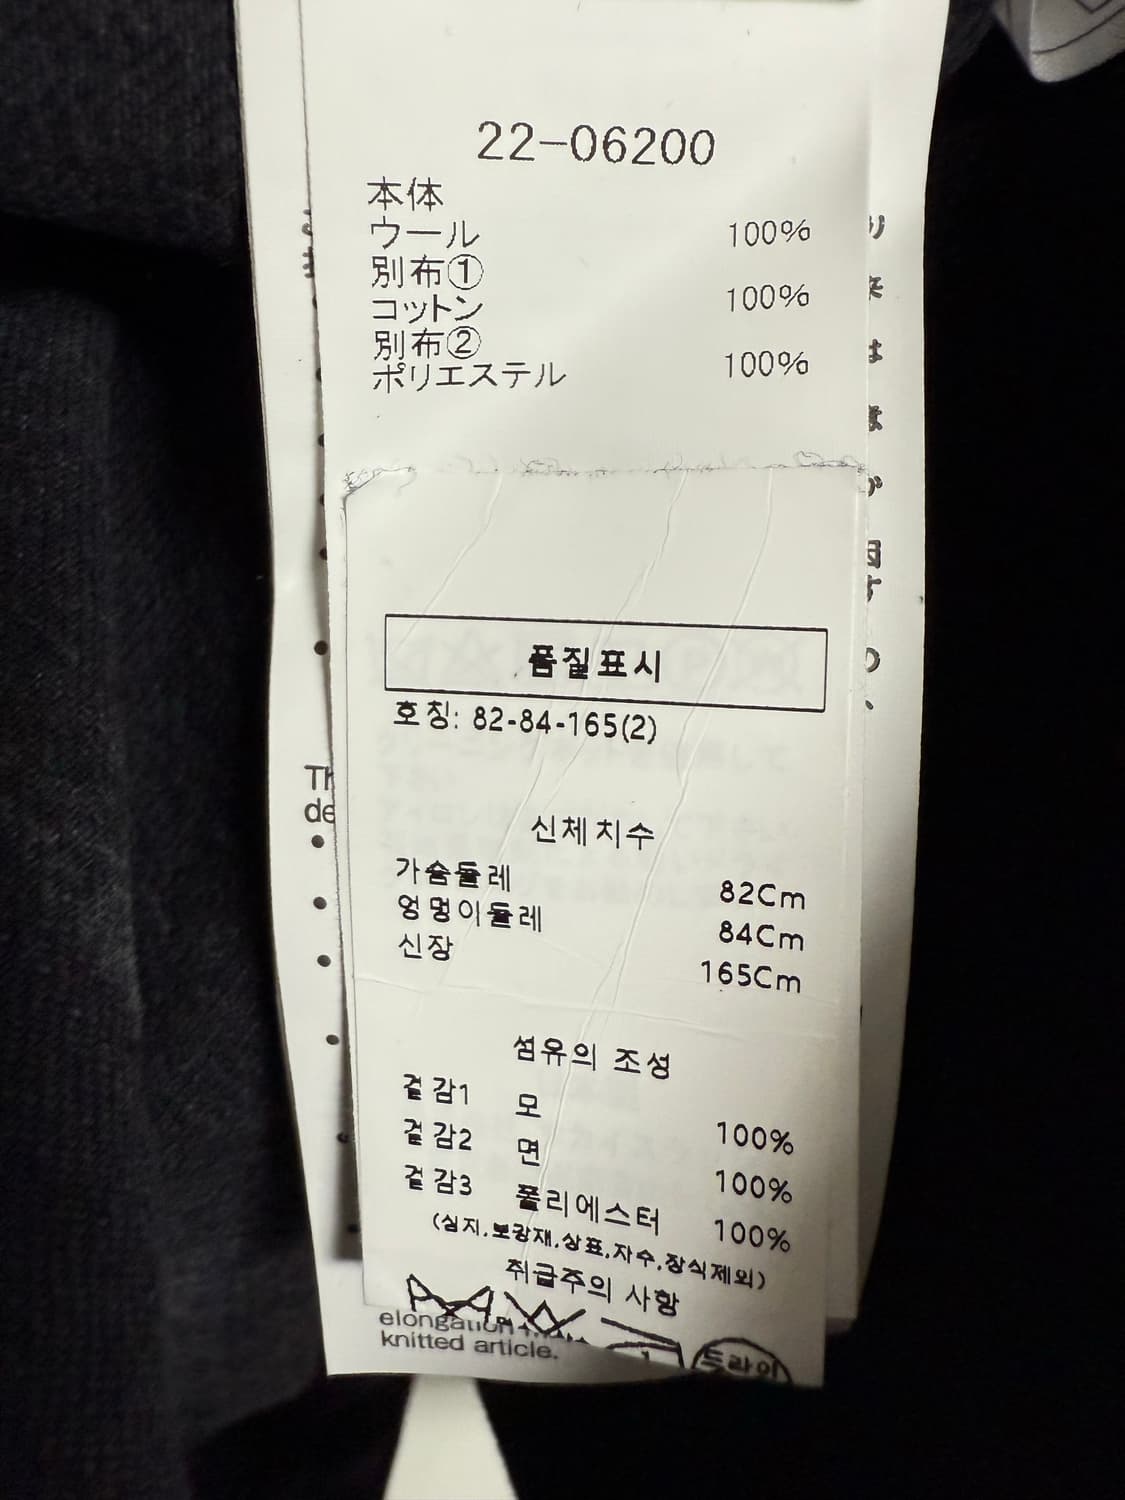 22-06200
本体
ウール 100%
別布①
コットン 100%
別布②
ポリエステル 100%
품질표시
호칭: 82-84-165(2)
신체치수
가슴둘레 82Cm
엉덩이둘레 84Cm
신장 165Cm
섬유의 조성
겉감1 모 100%
겉감2 면 100%
겉감3 폴리에스터 100%
(심지,보강재,상표,자수,장식제외)
취급주의 사항
드라이
elongation
knitted article.